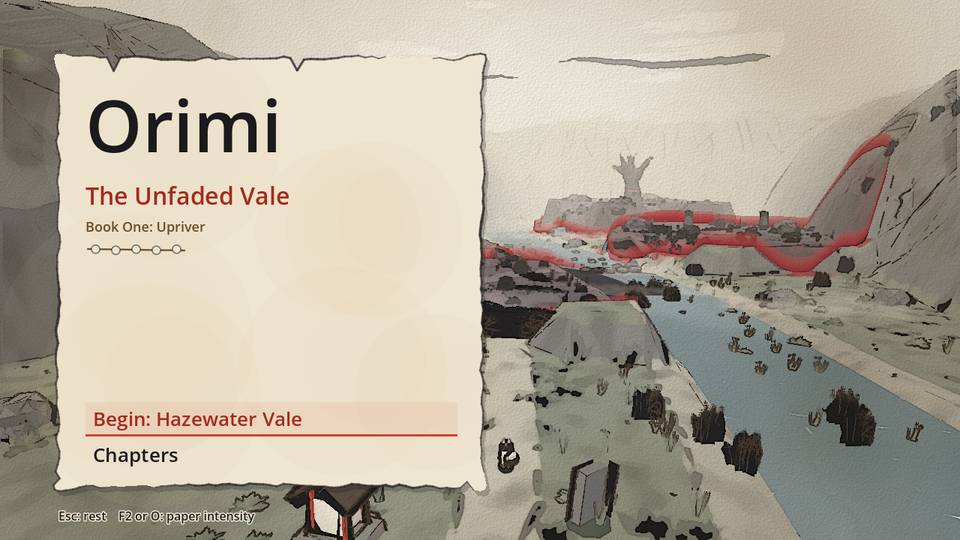 Orimi
The Unfaded Vale
Book One: Upriver
Begin: Hazewater Vale
Chapters
Esc: rest F2 or O: paper intensity